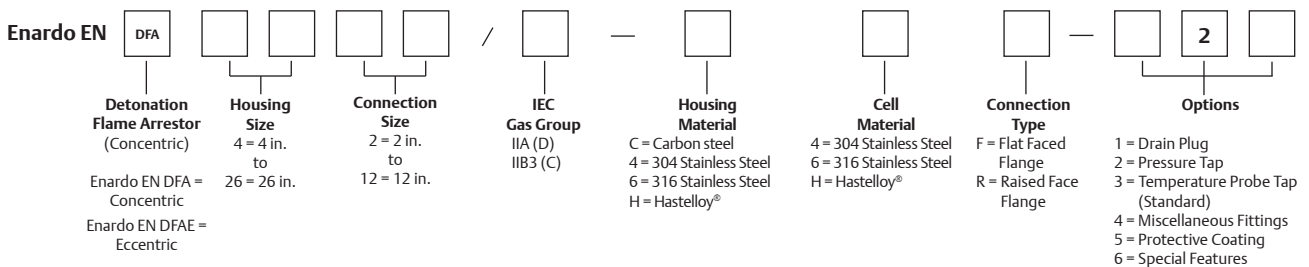 Enardo EN DFA / — — 2
Detonation
Flame Arrestor
(Concentric)
Enardo EN DFA =
Concentric
Enardo EN DFAE =
Eccentric
Housing
Size
4 = 4 in.
to
26 = 26 in.
Connection
Size
2 = 2 in.
to
12 = 12 in.
IEC
Gas Group
IIA (D)
IIB3 (C)
Housing
Material
C = Carbon steel
4 = 304 Stainless Steel
6 = 316 Stainless Steel
H = Hastelloy®
Cell
Material
4 = 304 Stainless Steel
6 = 316 Stainless Steel
H = Hastelloy®
Connection
Type
F = Flat Faced
Flange
R = Raised Face
Flange
Options
1 = Drain Plug
2 = Pressure Tap
3 = Temperature Probe Tap
(Standard)
4 = Miscellaneous Fittings
5 = Protective Coating
6 = Special Features